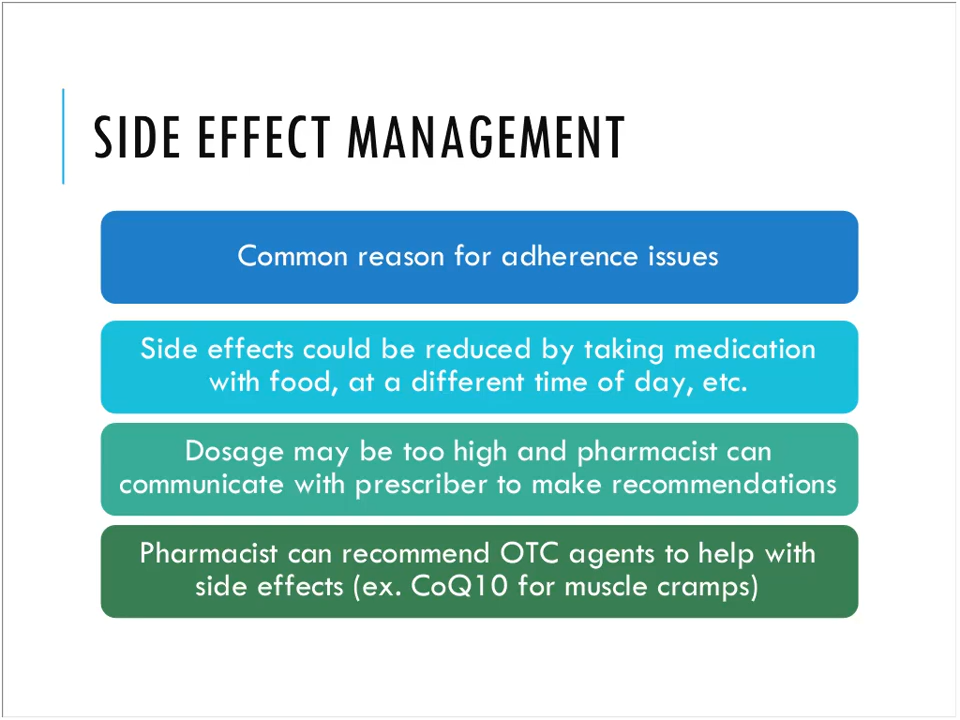 SIDE EFFECT MANAGEMENT
Common reason for adherence issues
Side effects could be reduced by taking medication
with food, at a different time of day, etc.
Dosage may be too high and pharmacist can
communicate with prescriber to make recommendations
Pharmacist can recommend OTC agents to help with
side effects (ex. CoQ10 for muscle cramps)